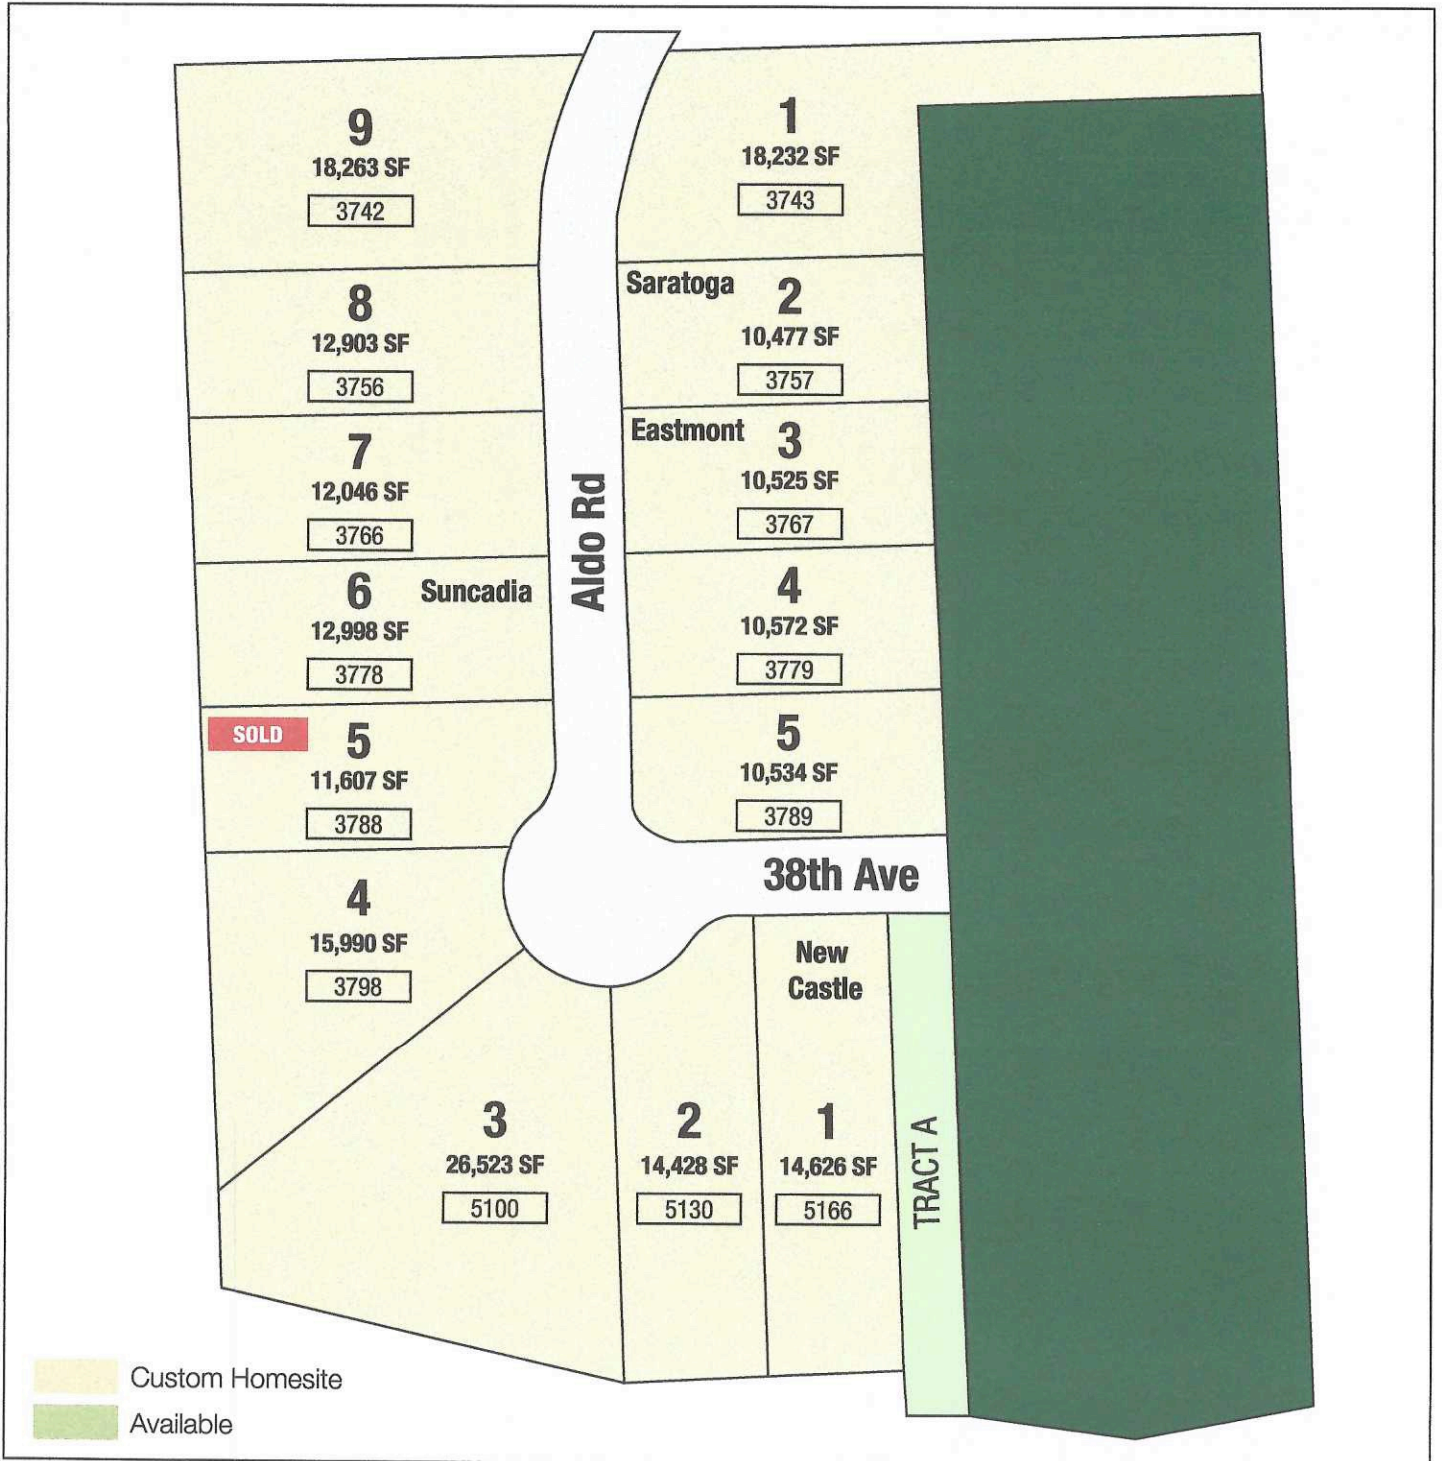 9
18,263 SF
3742
1
18,232 SF
3743
8
12,903 SF
3756
Saratoga
2
10,477 SF
3757
7
12,046 SF
3766
Eastmont
3
10,525 SF
3767
Aldo Rd
6
Suncadia
12,998 SF
3778
4
10,572 SF
3779
SOLD
5
11,607 SF
3788
5
10,534 SF
3789
38th Ave
4
15,990 SF
3798
New
Castle
3
26,523 SF
5100
2
14,428 SF
5130
1
14,626 SF
5166
TRACT A
Custom Homesite
Available